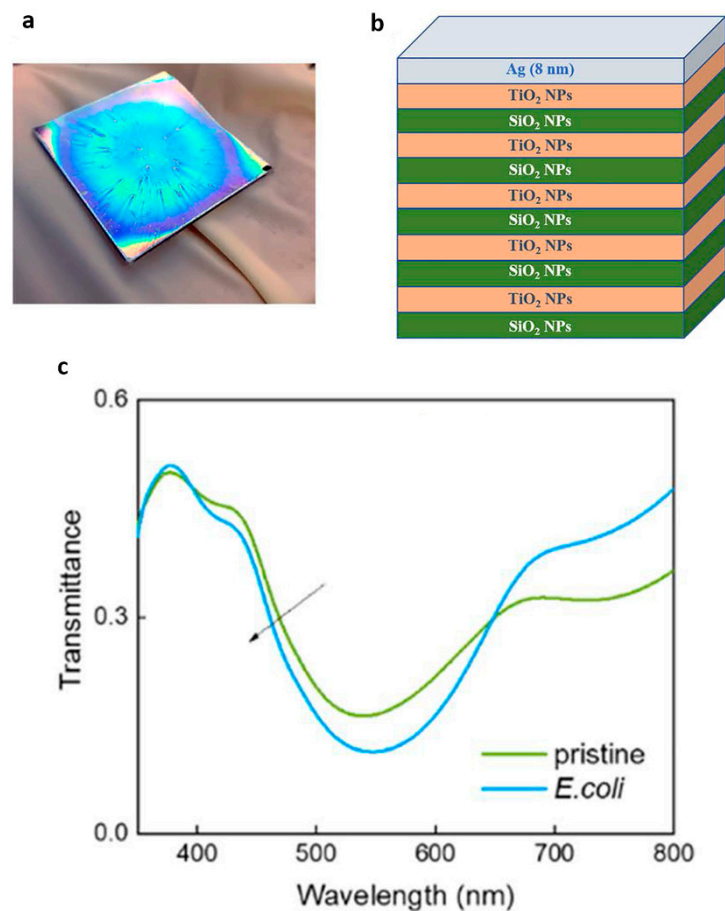 a
b
Ag (8 nm)
TiO₂ NPs
SiO₂ NPs
TiO₂ NPs
SiO₂ NPs
TiO₂ NPs
SiO₂ NPs
TiO₂ NPs
SiO₂ NPs
TiO₂ NPs
SiO₂ NPs
c
0.6
0.3
0.0
Transmittance
pristine
E.coli
400 500 600 700 800
Wavelength (nm)